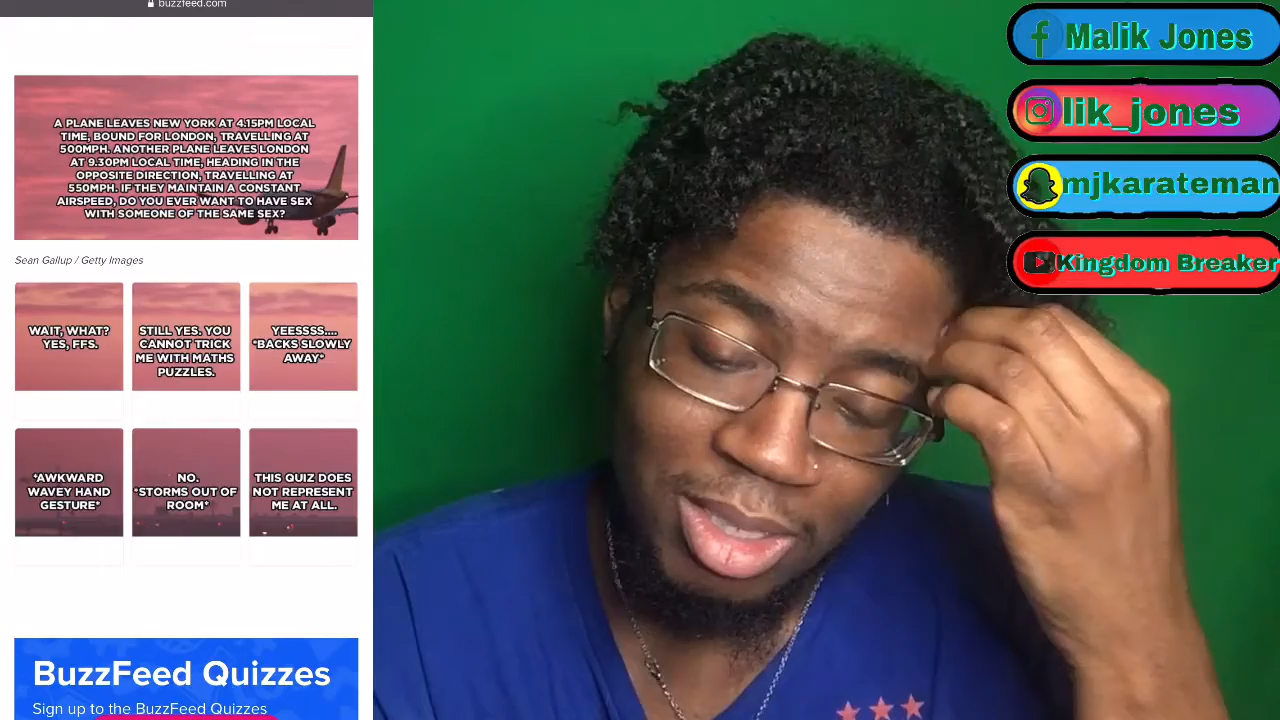 buzzfeed.com
A PLANE LEAVES NEW YORK AT 4.15PM LOCAL
TIME, BOUND FOR LONDON, TRAVELLING AT
500MPH. ANOTHER PLANE LEAVES LONDON
AT 9.30PM LOCAL TIME, HEADING IN THE
OPPOSITE DIRECTION, TRAVELLING AT
550MPH. IF THEY MAINTAIN A CONSTANT
AIRSPEED, DO YOU EVER WANT TO HAVE SEX
WITH SOMEONE OF THE SAME SEX?
Sean Gallup / Getty Images
WAIT, WHAT?
YES, FFS.
STILL YES. YOU
CANNOT TRICK
ME WITH MATHS
PUZZLES.
YEESSSS....
*BACKS SLOWLY
AWAY*
*AWKWARD
WAVEY HAND
GESTURE*
NO.
*STORMS OUT OF
ROOM*
THIS QUIZ DOES
NOT REPRESENT
ME AT ALL.
BuzzFeed Quizzes
Sign up to the BuzzFeed Quizzes
Malik Jones
lik_jones
mjkarateman
Kingdom Breaker